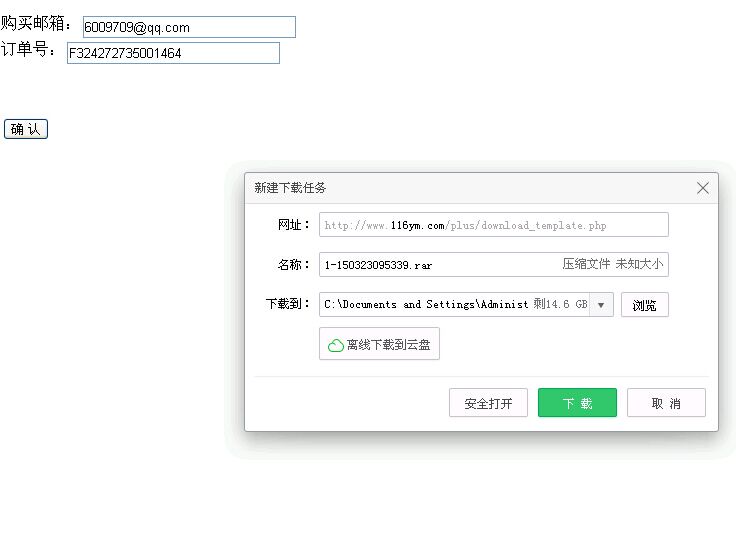 购买邮箱： 6009709@qq.com
订单号： F324272735001464
确 认
新建下载任务
网址： http://www.116ym.com/plus/download_template.php
名称： 1-150323095339.rar 压缩文件 未知大小
下载到： C:\Documents and Settings\Administ 剩14.6 GB 浏览
离线下载到云盘
安全打开 下 载 取 消